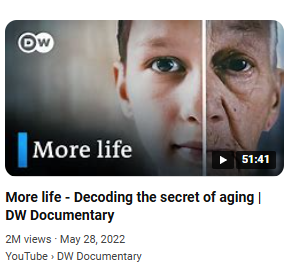 DW
More life
51:41
More life - Decoding the secret of aging |
DW Documentary
2M views · May 28, 2022
YouTube › DW Documentary